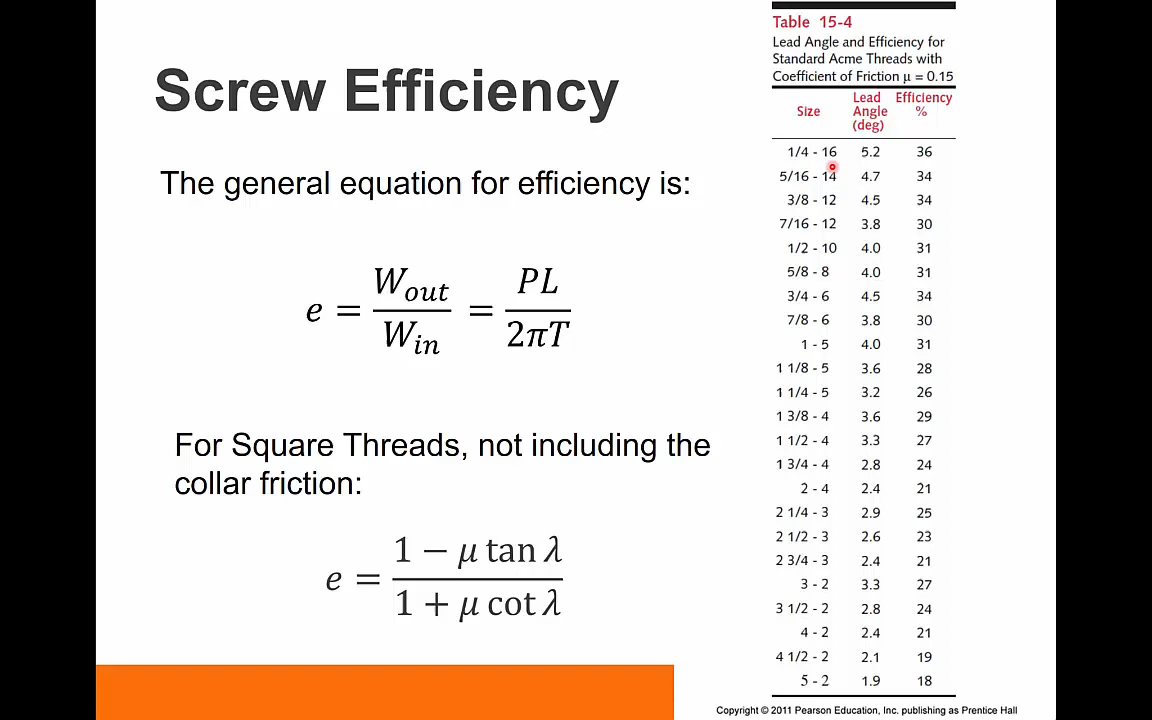 Screw Efficiency
The general equation for efficiency is:
e = W_out / W_in = PL / 2πT
For Square Threads, not including the
collar friction:
e = (1 − μ tan λ) / (1 + μ cot λ)
Table 15-4
Lead Angle and Efficiency for
Standard Acme Threads with
Coefficient of Friction μ = 0.15
Size Lead Angle (deg) Efficiency %
1/4 - 16 5.2 36
5/16 - 14 4.7 34
3/8 - 12 4.5 34
7/16 - 12 3.8 30
1/2 - 10 4.0 31
5/8 - 8 4.0 31
3/4 - 6 4.5 34
7/8 - 6 3.8 30
1 - 5 4.0 31
1 1/8 - 5 3.6 28
1 1/4 - 5 3.2 26
1 3/8 - 4 3.6 29
1 1/2 - 4 3.3 27
1 3/4 - 4 2.8 24
2 - 4 2.4 21
2 1/4 - 3 2.9 25
2 1/2 - 3 2.6 23
2 3/4 - 3 2.4 21
3 - 2 3.3 27
3 1/2 - 2 2.8 24
4 - 2 2.4 21
4 1/2 - 2 2.1 19
5 - 2 1.9 18
Copyright © 2011 Pearson Education, Inc. publishing as Prentice Hall